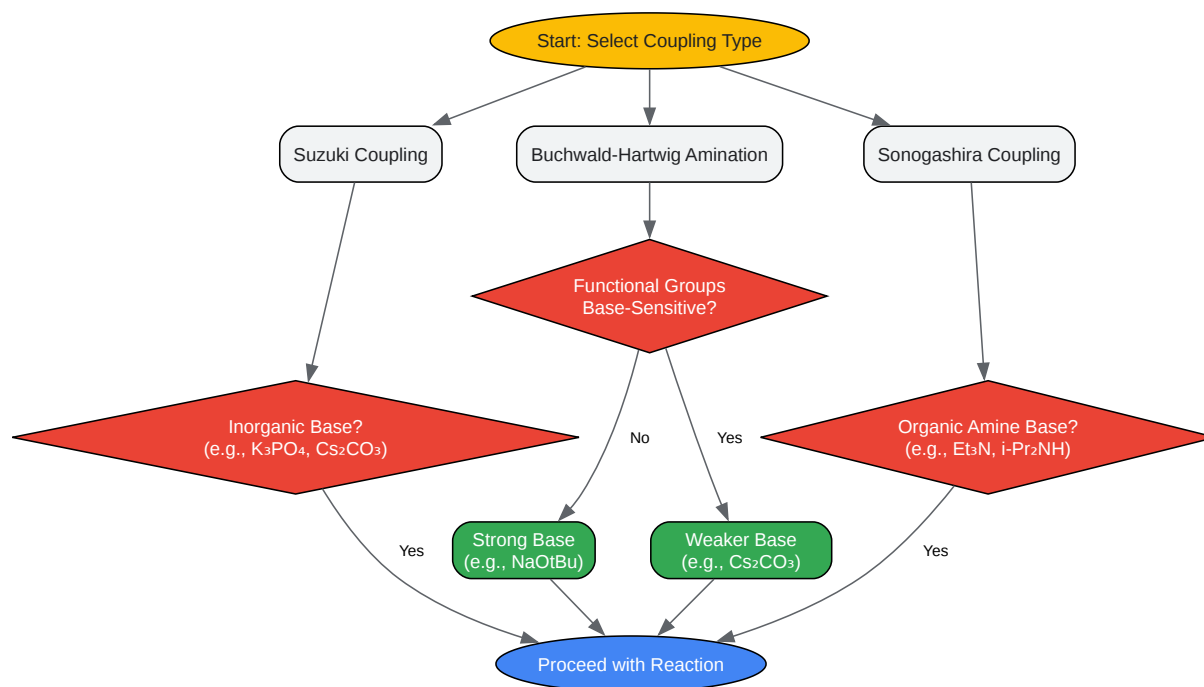 Start: Select Coupling Type
Suzuki Coupling
Buchwald-Hartwig Amination
Sonogashira Coupling
Functional Groups
Base-Sensitive?
Inorganic Base?
(e.g., K₃PO₄, Cs₂CO₃)
Organic Amine Base?
(e.g., Et₃N, i-Pr₂NH)
No
Yes
Yes
Strong Base
(e.g., NaOtBu)
Weaker Base
(e.g., Cs₂CO₃)
Yes
Proceed with Reaction